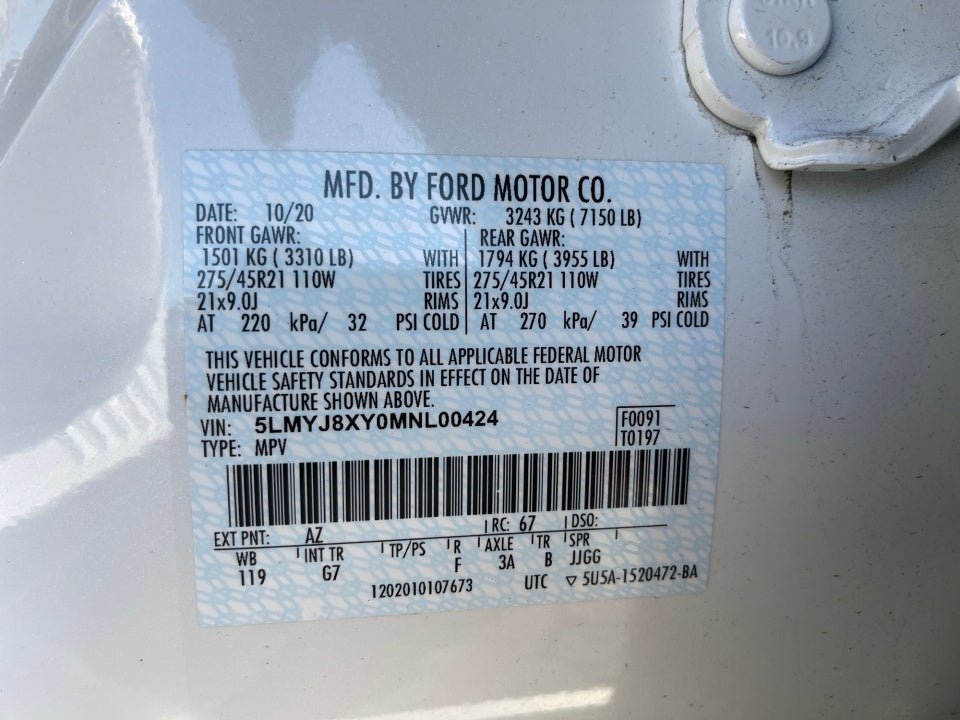 10.9
MFD. BY FORD MOTOR CO.
DATE: 10/20 GVWR: 3243 KG ( 7150 LB)
FRONT GAWR: REAR GAWR:
1501 KG ( 3310 LB) WITH 1794 KG ( 3955 LB) WITH
275/45R21 110W TIRES 275/45R21 110W TIRES
21x9.0J RIMS 21x9.0J RIMS
AT 220 kPa/ 32 PSI COLD AT 270 kPa/ 39 PSI COLD
THIS VEHICLE CONFORMS TO ALL APPLICABLE FEDERAL MOTOR
VEHICLE SAFETY STANDARDS IN EFFECT ON THE DATE OF
MANUFACTURE SHOWN ABOVE.
VIN: 5LMYJ8XY0MNL00424 F0091
TYPE: MPV T0197
EXT PNT: AZ RC: 67 DSO:
WB INT TR TP/PS R AXLE TR SPR
119 G7 F 3A B JJGG
1202010107673 UTC ▽ 5U5A-1520472-BA